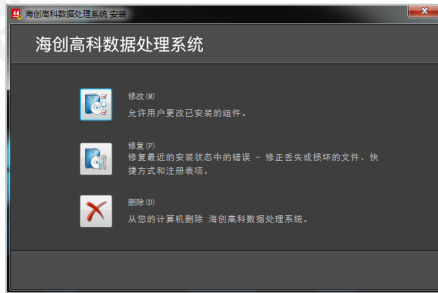 海创高科数据处理系统 安装
海创高科数据处理系统
修改(M)
允许用户更改已安装的组件。
修复(P)
修复最近的安装状态中的错误 - 修正丢失或损坏的文件、快
捷方式和注册表项。
删除(D)
从您的计算机删除 海创高科数据处理系统。